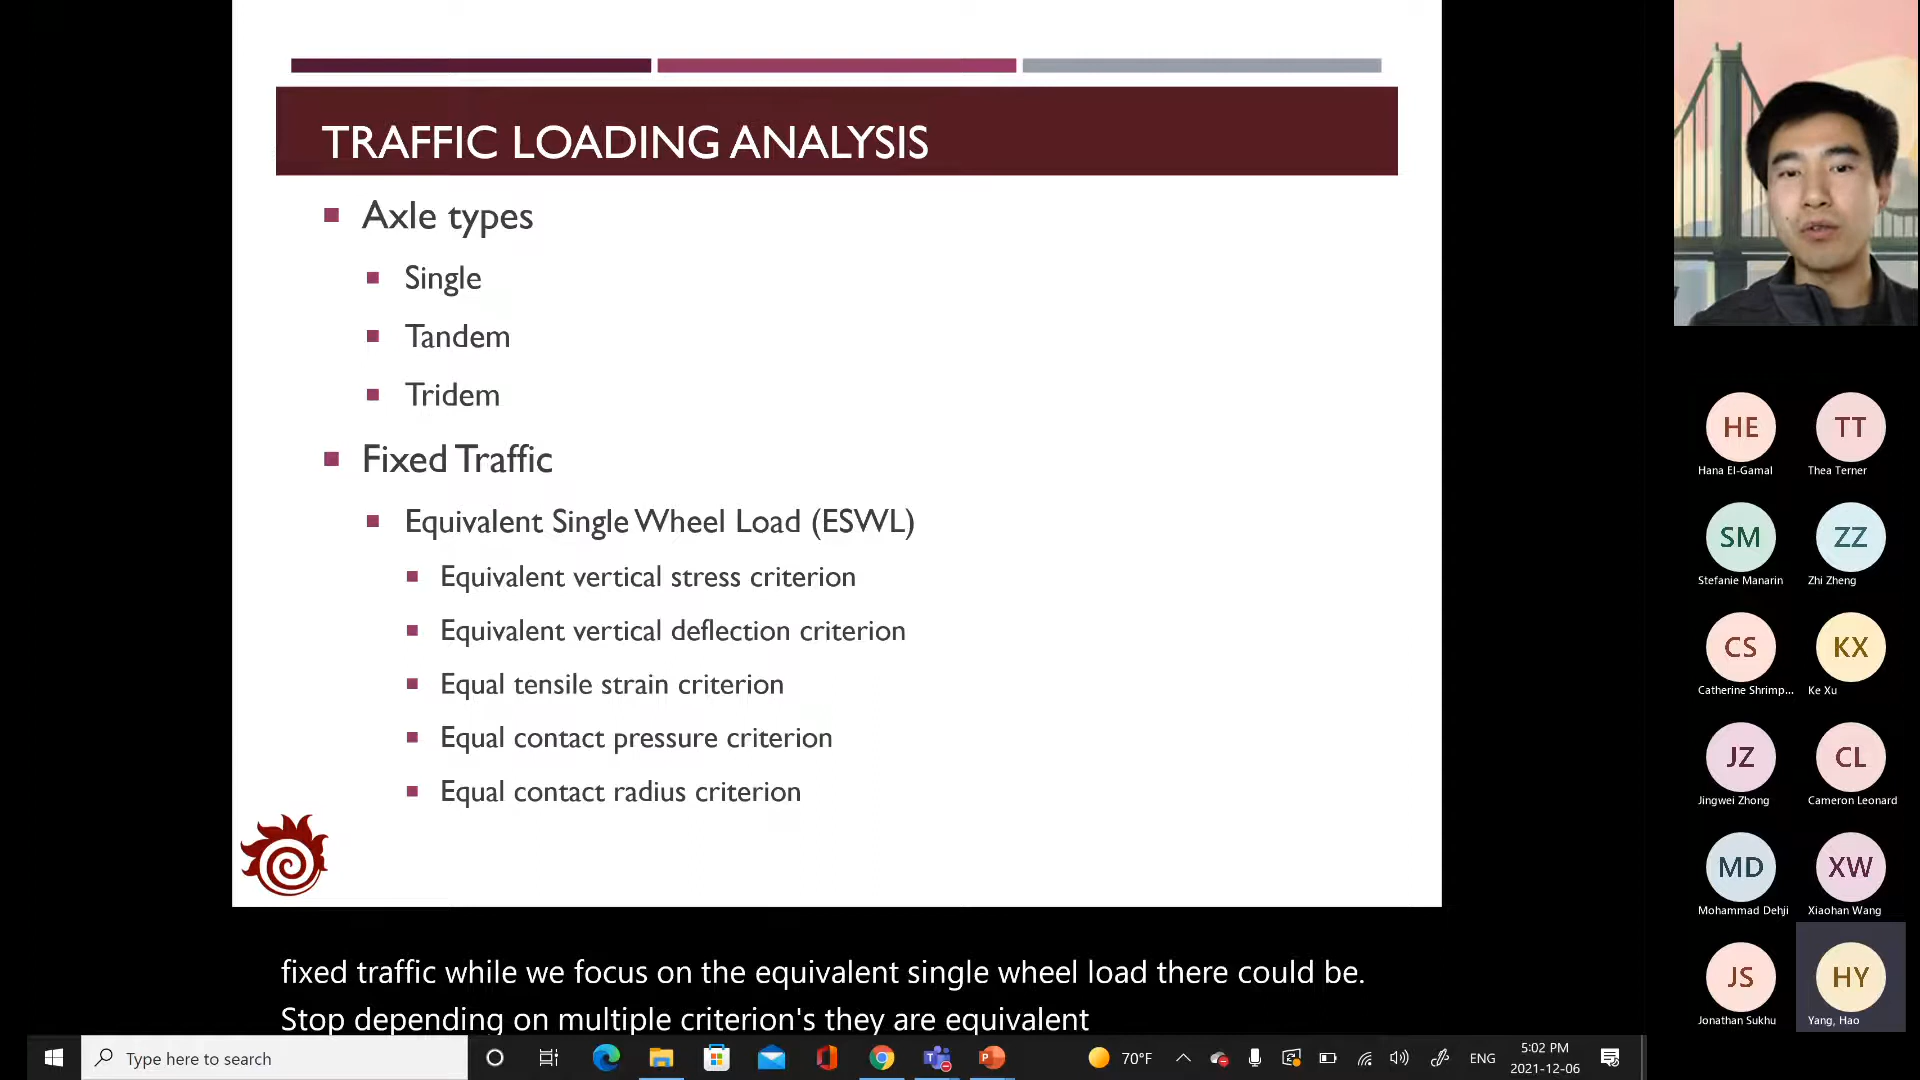 TRAFFIC LOADING ANALYSIS
Axle types
Single
Tandem
Tridem
Fixed Traffic
Equivalent Single Wheel Load (ESWL)
Equivalent vertical stress criterion
Equivalent vertical deflection criterion
Equal tensile strain criterion
Equal contact pressure criterion
Equal contact radius criterion
fixed traffic while we focus on the equivalent single wheel load there could be.
Stop depending on multiple criterion's they are equivalent
HE TT
Hana El-Gamal Thea Terner
SM ZZ
Stefanie Manarin Zhi Zheng
CS KX
Catherine Shrimp... Ke Xu
JZ CL
Jingwei Zhong Cameron Leonard
MD XW
Mohammad Dehji Xiaohan Wang
JS HY
Jonathan Sukhu Yang, Hao
Type here to search
70°F
ENG
5:02 PM
2021-12-06